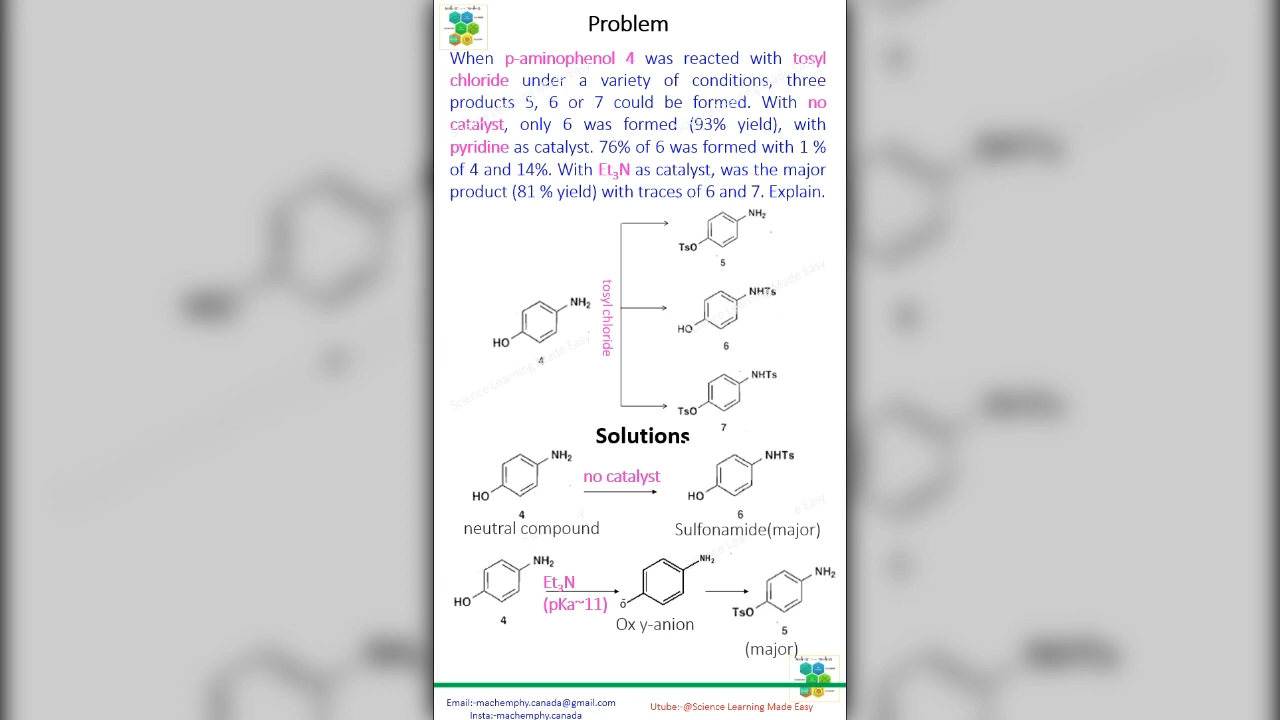 Problem
When p-aminophenol 4 was reacted with tosyl
chloride under a variety of conditions, three
products 5, 6 or 7 could be formed. With no
catalyst, only 6 was formed (93% yield), with
pyridine as catalyst. 76% of 6 was formed with 1 %
of 4 and 14%. With Et₃N as catalyst, was the major
product (81 % yield) with traces of 6 and 7. Explain.
NH₂
TsO
5
tosyl chloride
NH₂
HO
4
NHTs
HO
6
NHTs
TsO
7
Science Learning Made Easy
Solutions
NH₂
HO
4
neutral compound
no catalyst
NHTs
HO
6
Sulfonamide(major)
NH₂
HO
4
Et₃N
(pKa~11)
NH₂
ō
Ox y-anion
NH₂
TsO
5
(major)
Email:-machemphy.canada@gmail.com
Insta:-machemphy.canada
Utube:-@Science Learning Made Easy